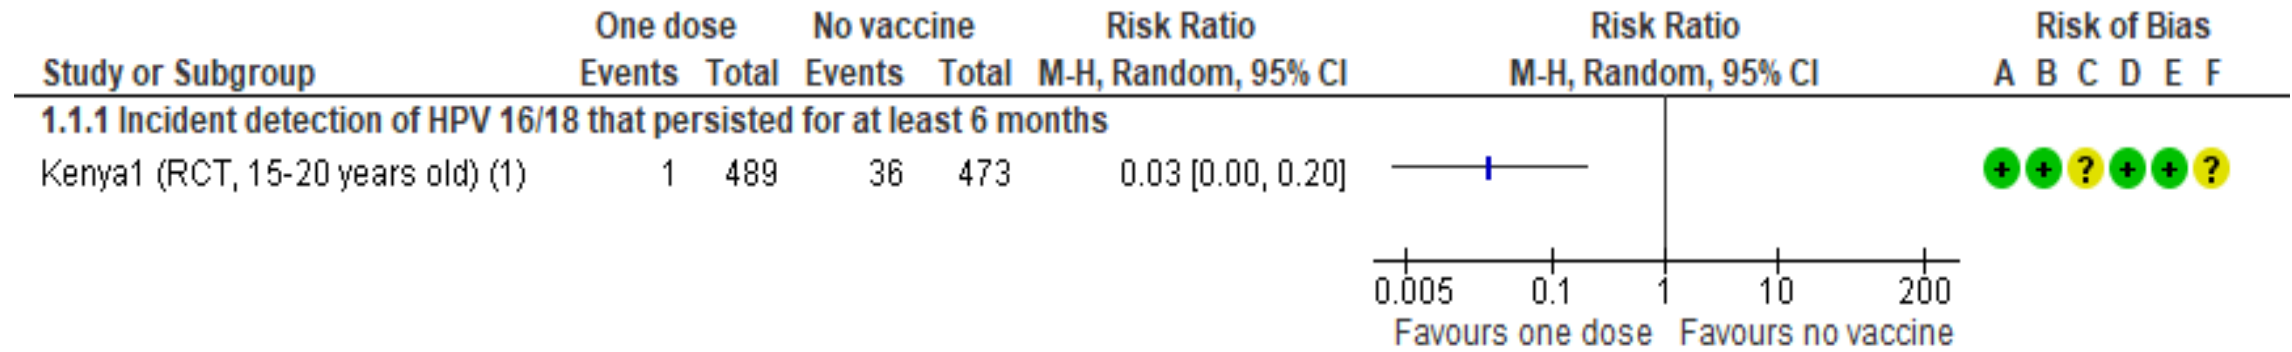 One dose No vaccine Risk Ratio Risk Ratio Risk of Bias
Study or Subgroup Events Total Events Total M-H, Random, 95% CI M-H, Random, 95% CI A B C D E F
1.1.1 Incident detection of HPV 16/18 that persisted for at least 6 months
Kenya1 (RCT, 15-20 years old) (1) 1 489 36 473 0.03 [0.00, 0.20] + + ? + + ?
0.005 0.1 1 10 200
Favours one dose Favours no vaccine